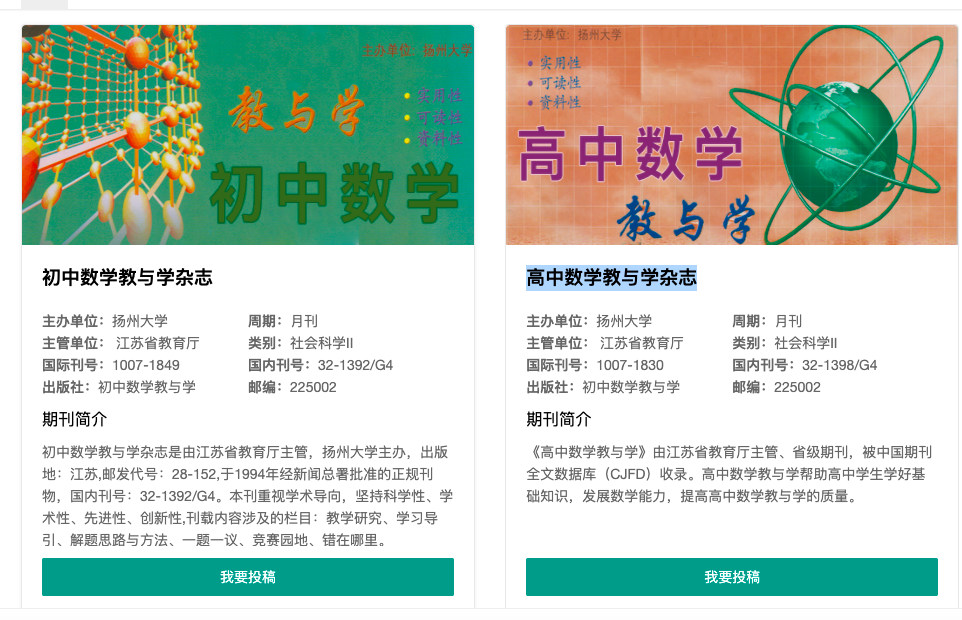 主办单位：扬州大学
教与学
• 实用性
• 可读性
• 资料性
初中数学
初中数学教与学杂志
主办单位：扬州大学 周期：月刊
主管单位： 江苏省教育厅 类别：社会科学II
国际刊号：1007-1849 国内刊号：32-1392/G4
出版社：初中数学教与学 邮编：225002
期刊简介
初中数学教与学杂志是由江苏省教育厅主管，扬州大学主办，出版
地：江苏,邮发代号：28-152,于1994年经新闻总署批准的正规刊
物，国内刊号：32-1392/G4。本刊重视学术导向，坚持科学性、学
术性、先进性、创新性,刊载内容涉及的栏目：教学研究、学习导
引、解题思路与方法、一题一议、竞赛园地、错在哪里。
我要投稿
主办单位：扬州大学
• 实用性
• 可读性
• 资料性
高中数学
教与学
高中数学教与学杂志
主办单位：扬州大学 周期：月刊
主管单位： 江苏省教育厅 类别：社会科学II
国际刊号：1007-1830 国内刊号：32-1398/G4
出版社：初中数学教与学 邮编：225002
期刊简介
《高中数学教与学》由江苏省教育厅主管、省级期刊，被中国期刊
全文数据库（CJFD）收录。高中数学教与学帮助高中学生学好基
础知识，发展数学能力，提高高中数学教与学的质量。
我要投稿